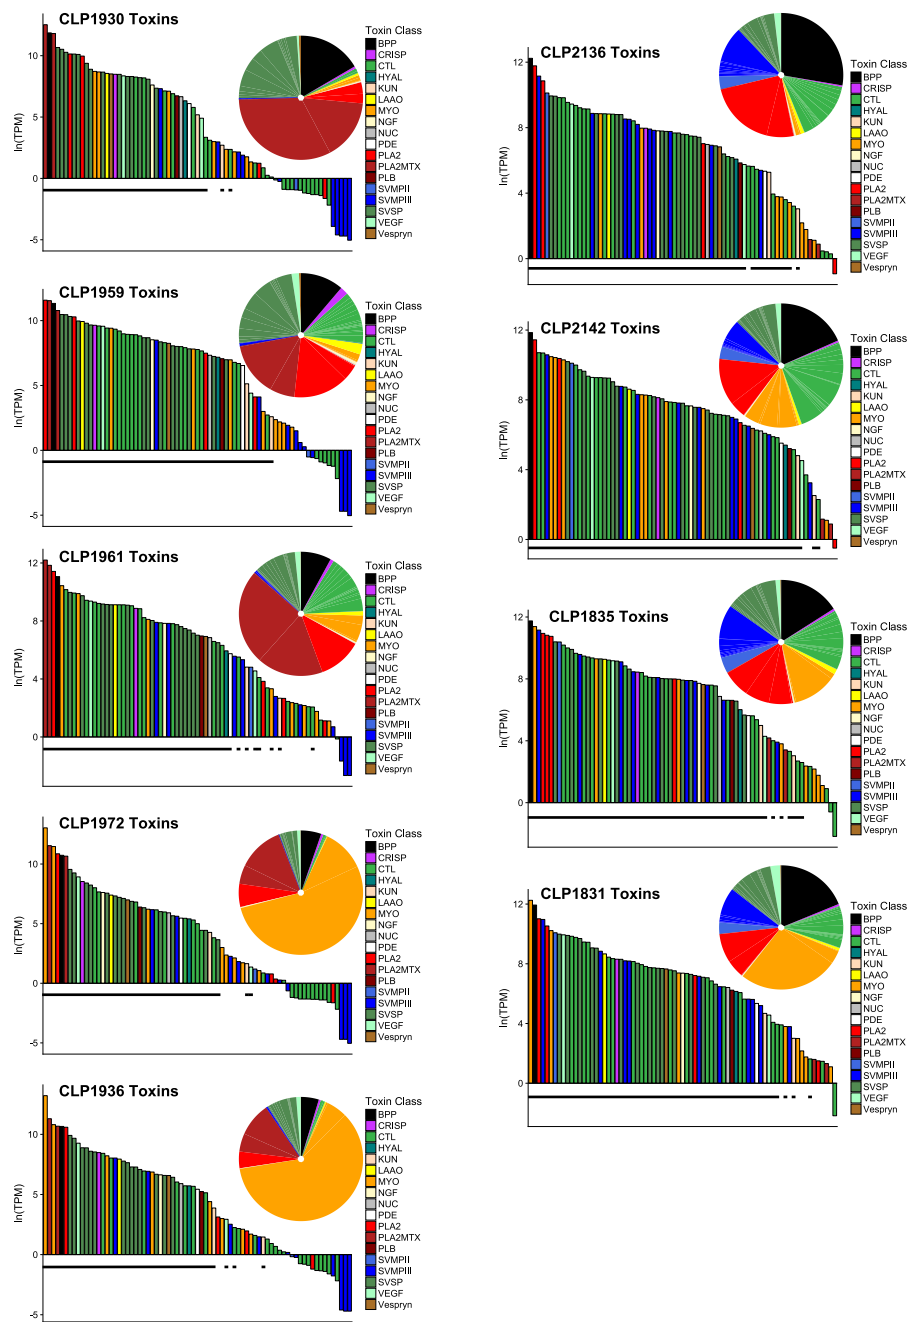 CLP1930 Toxins
ln(TPM)
10
5
0
-5
Toxin Class
BPP
CRISP
CTL
HYAL
KUN
LAAO
MYO
NGF
NUC
PDE
PLA2
PLA2MTX
PLB
SVMPII
SVMPIII
SVSP
VEGF
Vespryn
CLP1959 Toxins
ln(TPM)
10
5
0
-5
Toxin Class
BPP
CRISP
CTL
HYAL
KUN
LAAO
MYO
NGF
NUC
PDE
PLA2
PLA2MTX
PLB
SVMPII
SVMPIII
SVSP
VEGF
Vespryn
CLP1961 Toxins
ln(TPM)
12
8
4
0
Toxin Class
BPP
CRISP
CTL
HYAL
KUN
LAAO
MYO
NGF
NUC
PDE
PLA2
PLA2MTX
PLB
SVMPII
SVMPIII
SVSP
VEGF
Vespryn
CLP1972 Toxins
ln(TPM)
10
5
0
-5
Toxin Class
BPP
CRISP
CTL
HYAL
KUN
LAAO
MYO
NGF
NUC
PDE
PLA2
PLA2MTX
PLB
SVMPII
SVMPIII
SVSP
VEGF
Vespryn
CLP1936 Toxins
ln(TPM)
10
5
0
-5
Toxin Class
BPP
CRISP
CTL
HYAL
KUN
LAAO
MYO
NGF
NUC
PDE
PLA2
PLA2MTX
PLB
SVMPII
SVMPIII
SVSP
VEGF
Vespryn
CLP2136 Toxins
ln(TPM)
12
8
4
0
Toxin Class
BPP
CRISP
CTL
HYAL
KUN
LAAO
MYO
NGF
NUC
PDE
PLA2
PLA2MTX
PLB
SVMPII
SVMPIII
SVSP
VEGF
Vespryn
CLP2142 Toxins
ln(TPM)
12
8
4
0
Toxin Class
BPP
CRISP
CTL
HYAL
KUN
LAAO
MYO
NGF
NUC
PDE
PLA2
PLA2MTX
PLB
SVMPII
SVMPIII
SVSP
VEGF
Vespryn
CLP1835 Toxins
ln(TPM)
12
8
4
0
Toxin Class
BPP
CRISP
CTL
HYAL
KUN
LAAO
MYO
NGF
NUC
PDE
PLA2
PLA2MTX
PLB
SVMPII
SVMPIII
SVSP
VEGF
Vespryn
CLP1831 Toxins
ln(TPM)
12
8
4
0
Toxin Class
BPP
CRISP
CTL
HYAL
KUN
LAAO
MYO
NGF
NUC
PDE
PLA2
PLA2MTX
PLB
SVMPII
SVMPIII
SVSP
VEGF
Vespryn